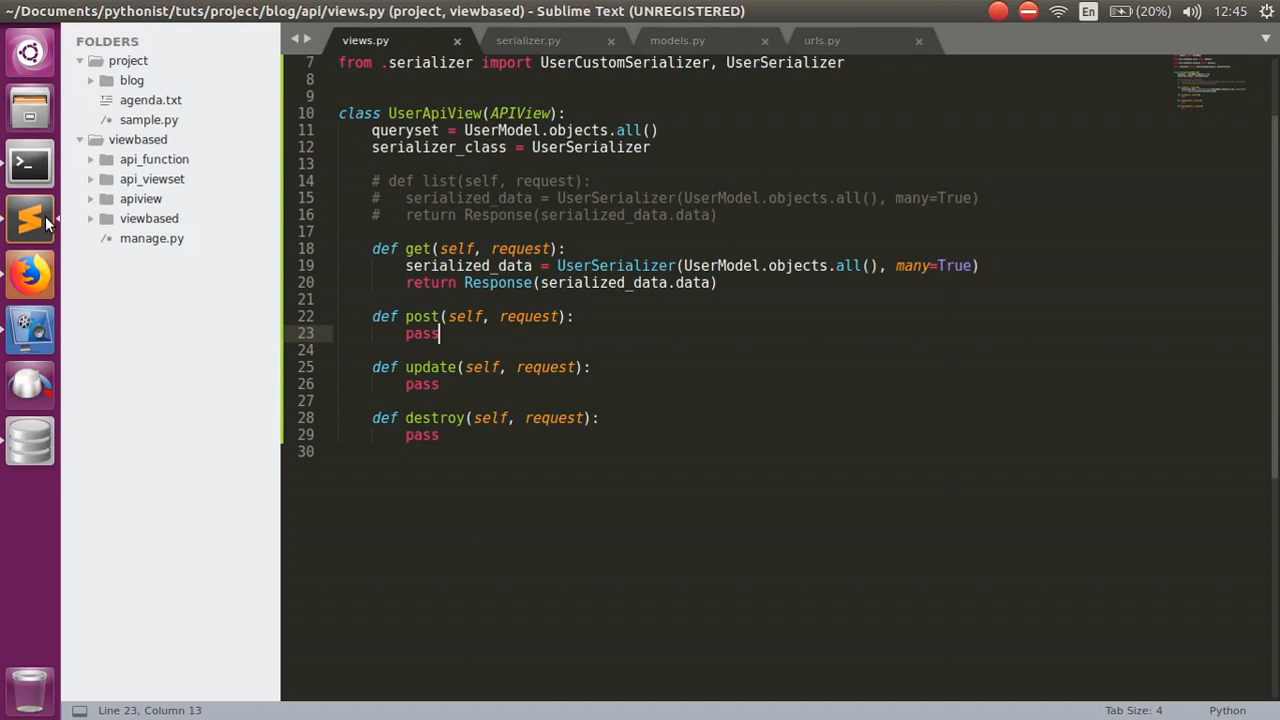 ~/Documents/pythonist/tuts/project/blog/api/views.py (project, viewbased) - Sublime Text (UNREGISTERED)
En
(20%)
12:45
FOLDERS
project
blog
agenda.txt
sample.py
viewbased
api_function
api_viewset
apiview
viewbased
manage.py
views.py
serializer.py
models.py
urls.py
7 from .serializer import UserCustomSerializer, UserSerializer
8
9
10 class UserApiView(APIView):
11     queryset = UserModel.objects.all()
12     serializer_class = UserSerializer
13
14     # def list(self, request):
15     #   serialized_data = UserSerializer(UserModel.objects.all(), many=True)
16     #   return Response(serialized_data.data)
17
18     def get(self, request):
19         serialized_data = UserSerializer(UserModel.objects.all(), many=True)
20         return Response(serialized_data.data)
21
22     def post(self, request):
23         pass
24
25     def update(self, request):
26         pass
27
28     def destroy(self, request):
29         pass
30
Line 23, Column 13
Tab Size: 4
Python